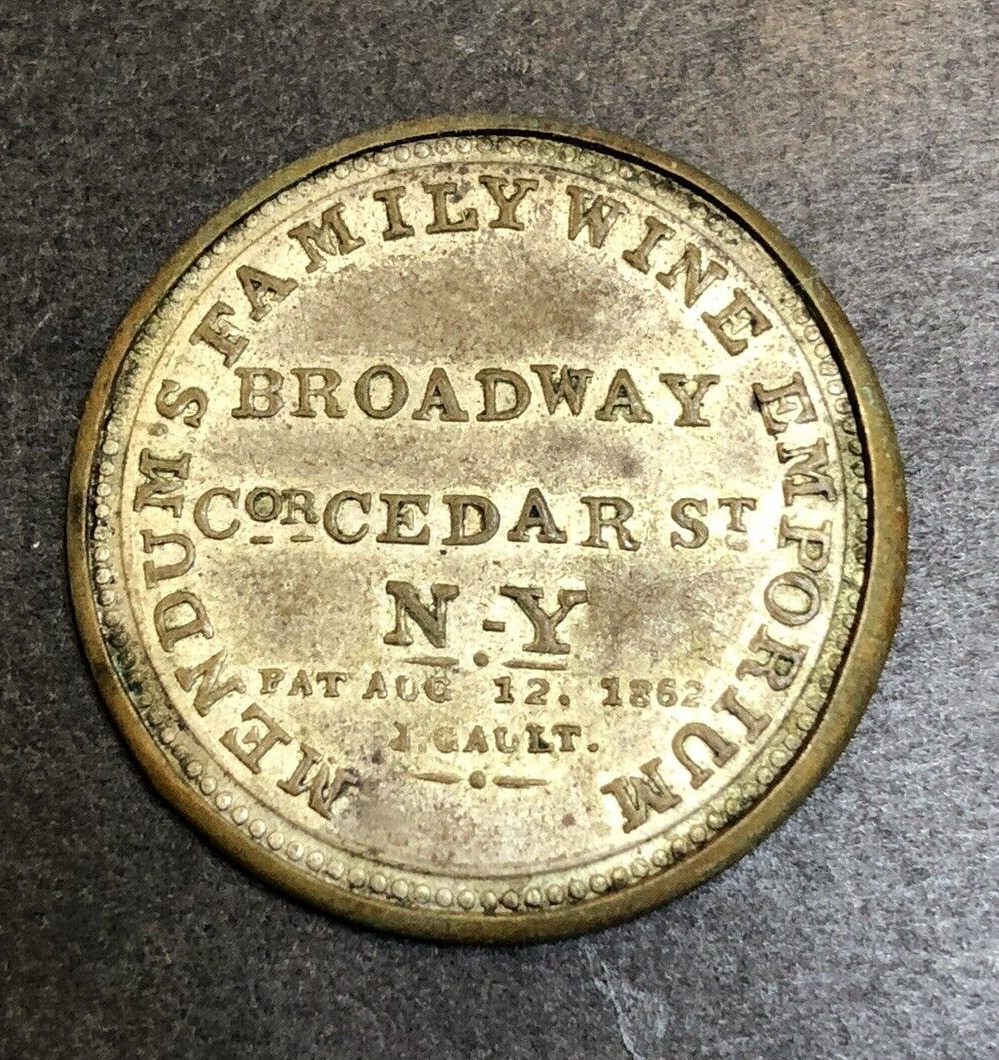 MENDUM'S FAMILY WINE EMPORIUM
BROADWAY
COR CEDAR ST
N-Y
PAT AUG 12. 1862
J. GAULT.